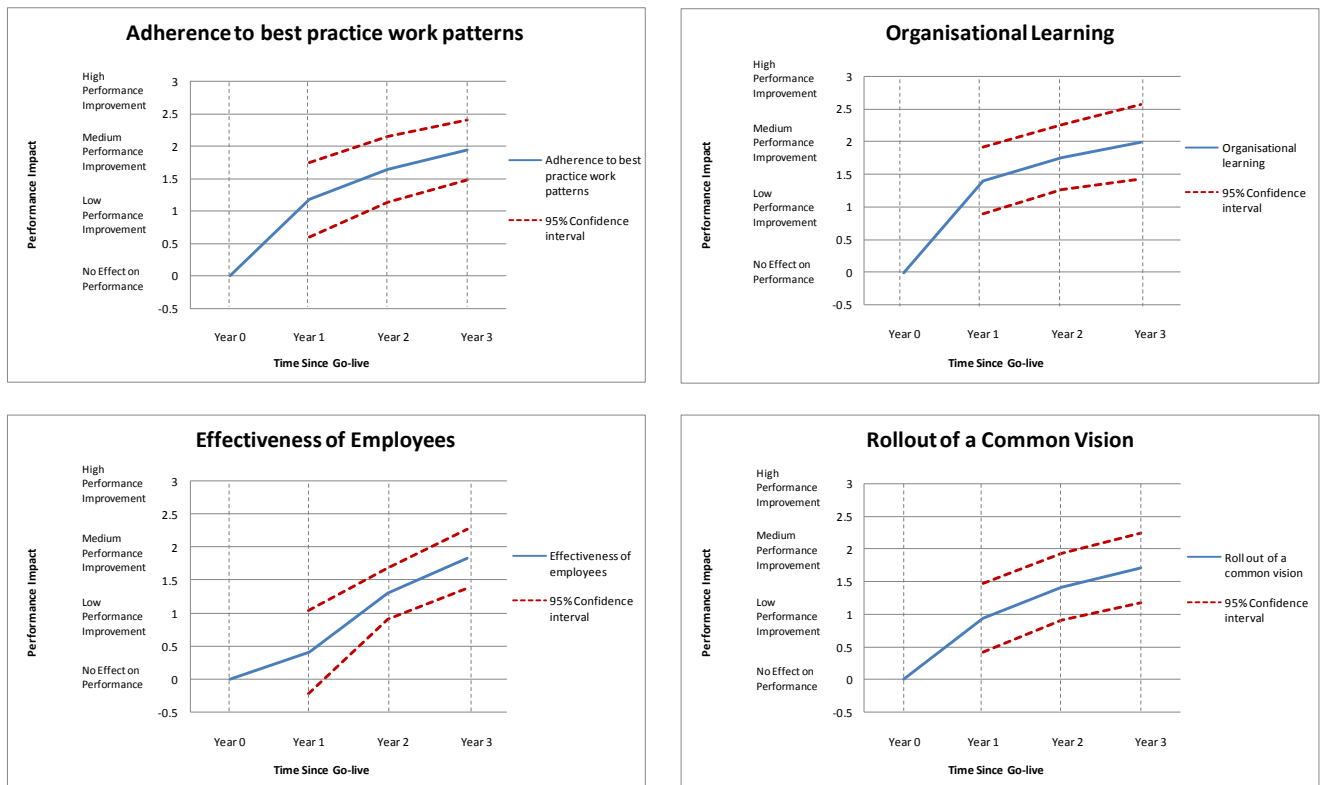 Adherence to best practice work patterns
High
Performance
Improvement
Medium
Performance
Improvement
Low
Performance
Improvement
No Effect on
Performance
Performance Impact
3
2.5
2
1.5
1
0.5
0
-0.5
Year 0 Year 1 Year 2 Year 3
Time Since Go-live
Adherence to best
practice work
patterns
95% Confidence
interval
Organisational Learning
High
Performance
Improvement
Medium
Performance
Improvement
Low
Performance
Improvement
No Effect on
Performance
Performance Impact
3
2.5
2
1.5
1
0.5
0
-0.5
Year 0 Year 1 Year 2 Year 3
Time Since Go-live
Organisational
learning
95% Confidence
interval
Effectiveness of Employees
High
Performance
Improvement
Medium
Performance
Improvement
Low
Performance
Improvement
No Effect on
Performance
Performance Impact
3
2.5
2
1.5
1
0.5
0
-0.5
Year 0 Year 1 Year 2 Year 3
Time Since Go-live
Effectiveness of
employees
95% Confidence
interval
Rollout of a Common Vision
High
Performance
Improvement
Medium
Performance
Improvement
Low
Performance
Improvement
No Effect on
Performance
Performance Impact
3
2.5
2
1.5
1
0.5
0
-0.5
Year 0 Year 1 Year 2 Year 3
Time Since Go-live
Roll out of a
common vision
95% Confidence
interval